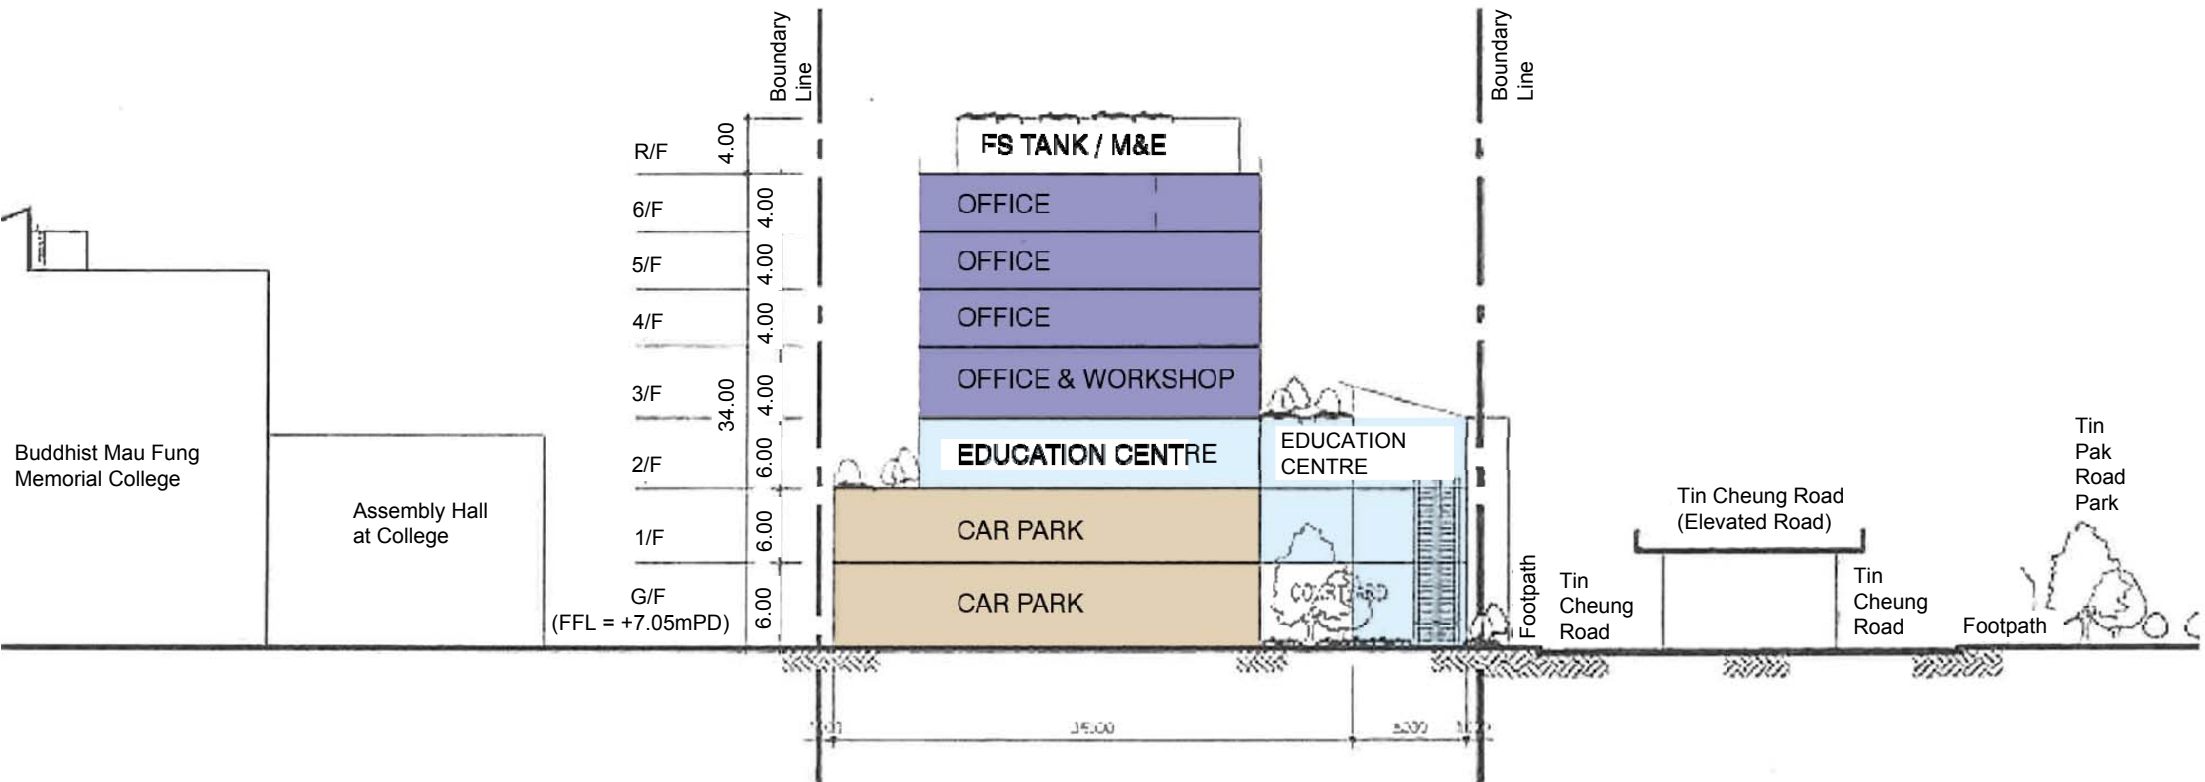 Boundary
Line
Boundary
Line
R/F
4.00
FS TANK / M&E
6/F
4.00
OFFICE
5/F
4.00
OFFICE
4/F
4.00
OFFICE
3/F
34.00
4.00
OFFICE & WORKSHOP
2/F
6.00
EDUCATION CENTRE
EDUCATION
CENTRE
1/F
6.00
CAR PARK
G/F
(FFL = +7.05mPD)
6.00
CAR PARK
Buddhist Mau Fung
Memorial College
Assembly Hall
at College
Footpath
Tin
Cheung
Road
Tin Cheung Road
(Elevated Road)
Tin
Cheung
Road
Footpath
Tin
Pak
Road
Park